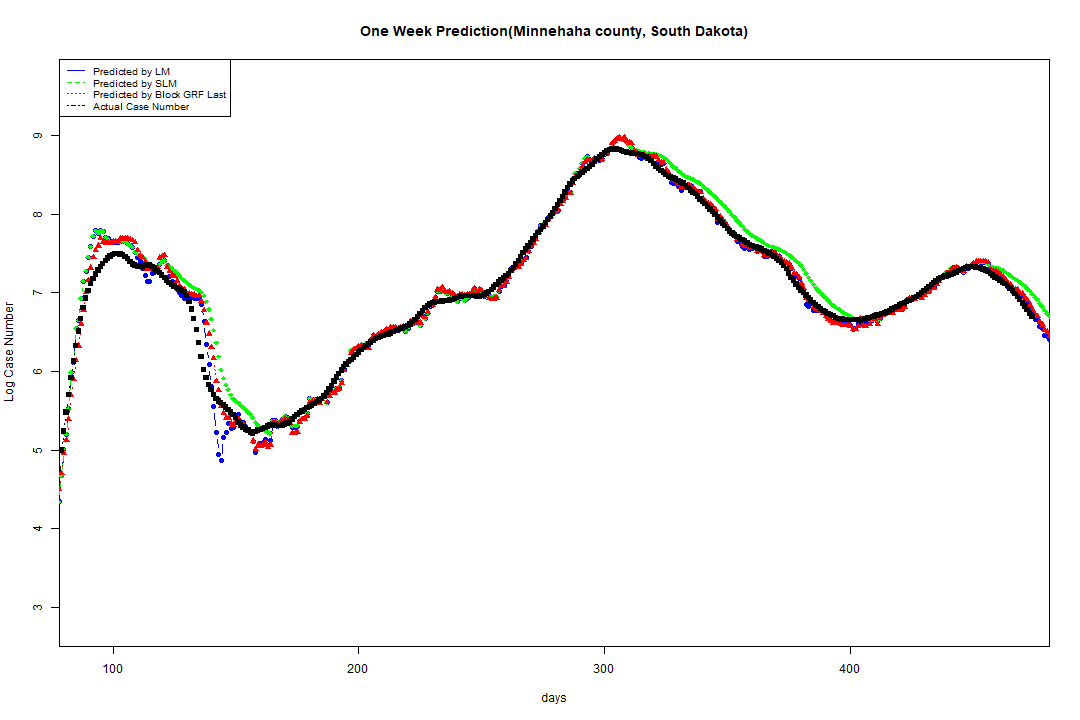 One Week Prediction(Minnehaha county, South Dakota)
Predicted by LM
Predicted by SLM
Predicted by Block GRF Last
Actual Case Number
9
8
7
6
5
4
3
Log Case Number
100 200 300 400
days